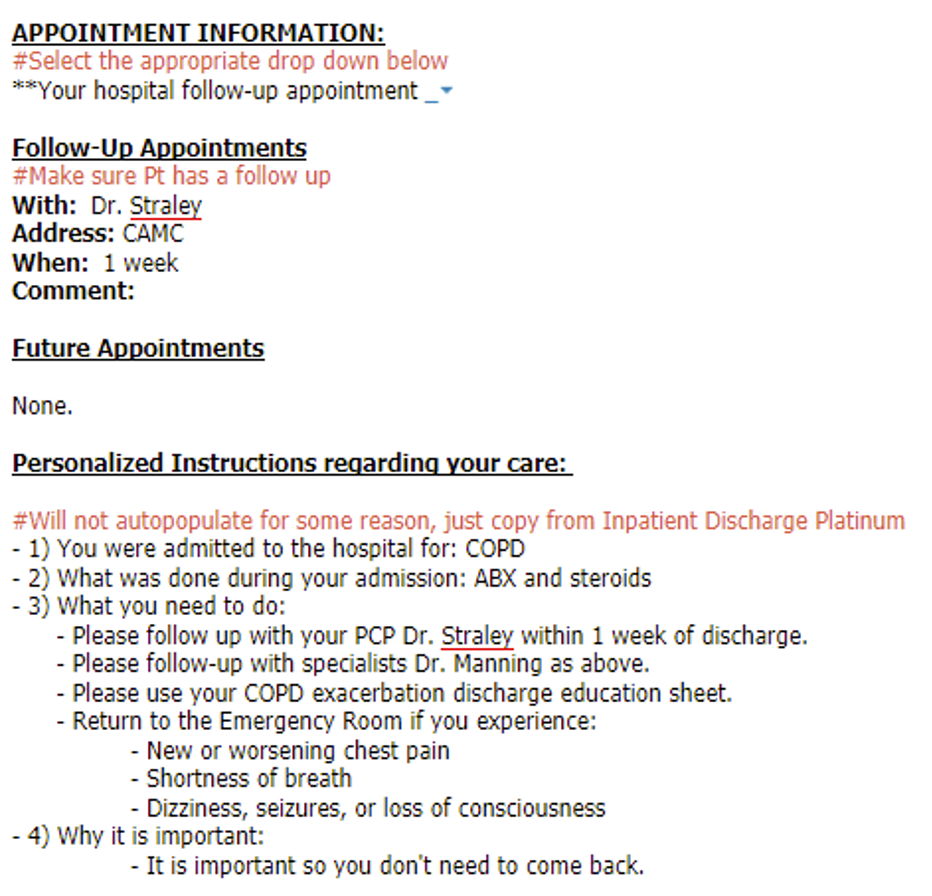 APPOINTMENT INFORMATION:
#Select the appropriate drop down below
**Your hospital follow-up appointment _
Follow-Up Appointments
#Make sure Pt has a follow up
With: Dr. Straley
Address: CAMC
When: 1 week
Comment:
Future Appointments
None.
Personalized Instructions regarding your care:
#Will not autopopulate for some reason, just copy from Inpatient Discharge Platinum
- 1) You were admitted to the hospital for: COPD
- 2) What was done during your admission: ABX and steroids
- 3) What you need to do:
- Please follow up with your PCP Dr. Straley within 1 week of discharge.
- Please follow-up with specialists Dr. Manning as above.
- Please use your COPD exacerbation discharge education sheet.
- Return to the Emergency Room if you experience:
- New or worsening chest pain
- Shortness of breath
- Dizziness, seizures, or loss of consciousness
- 4) Why it is important:
- It is important so you don't need to come back.